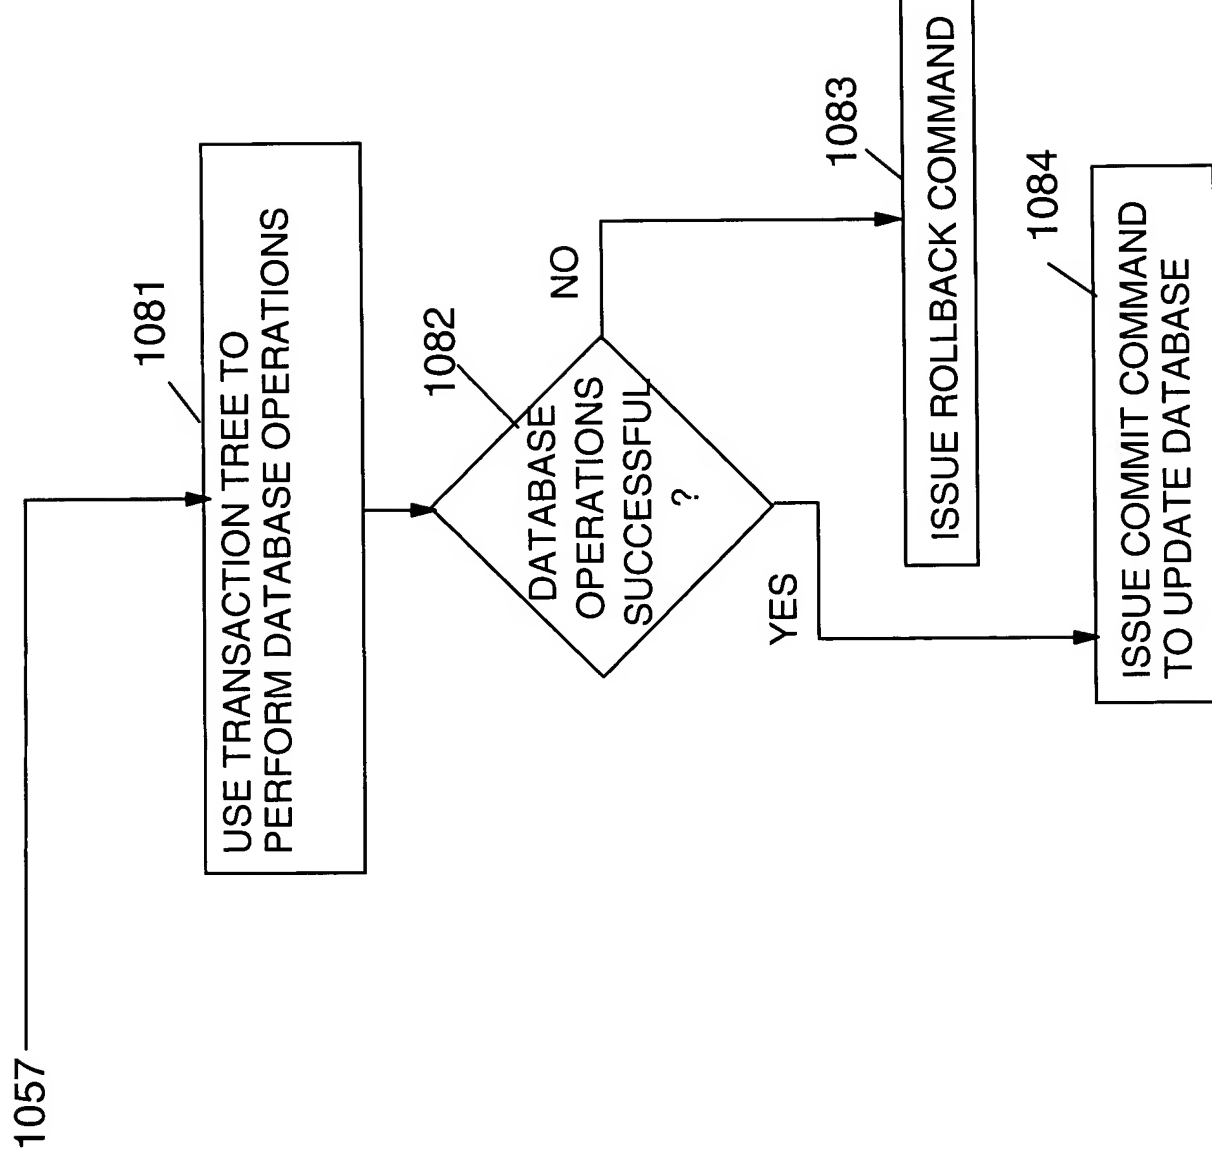 1057
1081
USE TRANSACTION TREE TO
PERFORM DATABASE OPERATIONS
1082
DATABASE
OPERATIONS
SUCCESSFUL
?
NO
YES
1083
ISSUE ROLLBACK COMMAND
1084
ISSUE COMMIT COMMAND
TO UPDATE DATABASE